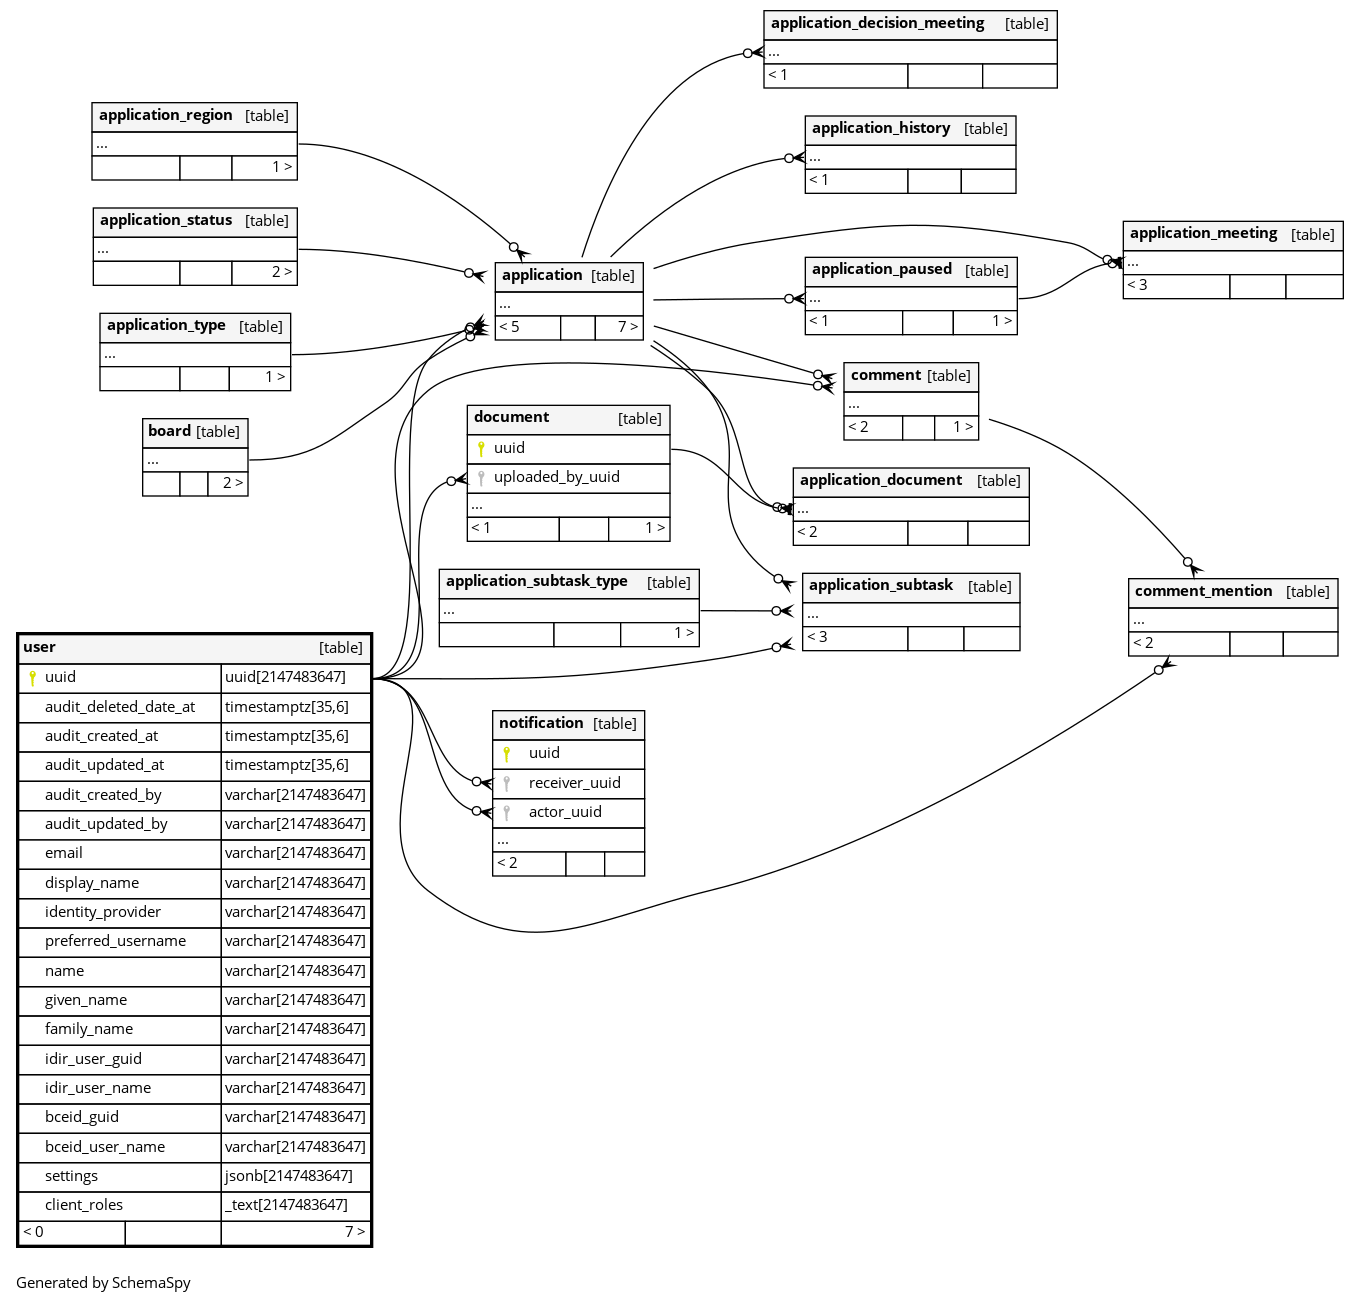 application_decision_meeting [table]
...
< 1
application_region [table]
...
1 >
application_history [table]
...
< 1
application_status [table]
...
2 >
application_meeting [table]
...
< 3
application [table]
...
< 5 7 >
application_paused [table]
...
< 1 1 >
application_type [table]
...
1 >
comment [table]
...
< 2 1 >
board [table]
...
2 >
document [table]
uuid
uploaded_by_uuid
...
< 1 1 >
application_document [table]
...
< 2
application_subtask_type [table]
...
1 >
application_subtask [table]
...
< 3
comment_mention [table]
...
< 2
user [table]
uuid uuid[2147483647]
audit_deleted_date_at timestamptz[35,6]
audit_created_at timestamptz[35,6]
audit_updated_at timestamptz[35,6]
audit_created_by varchar[2147483647]
audit_updated_by varchar[2147483647]
email varchar[2147483647]
display_name varchar[2147483647]
identity_provider varchar[2147483647]
preferred_username varchar[2147483647]
name varchar[2147483647]
given_name varchar[2147483647]
family_name varchar[2147483647]
idir_user_guid varchar[2147483647]
idir_user_name varchar[2147483647]
bceid_guid varchar[2147483647]
bceid_user_name varchar[2147483647]
settings jsonb[2147483647]
client_roles _text[2147483647]
< 0 7 >
notification [table]
uuid
receiver_uuid
actor_uuid
...
< 2
Generated by SchemaSpy